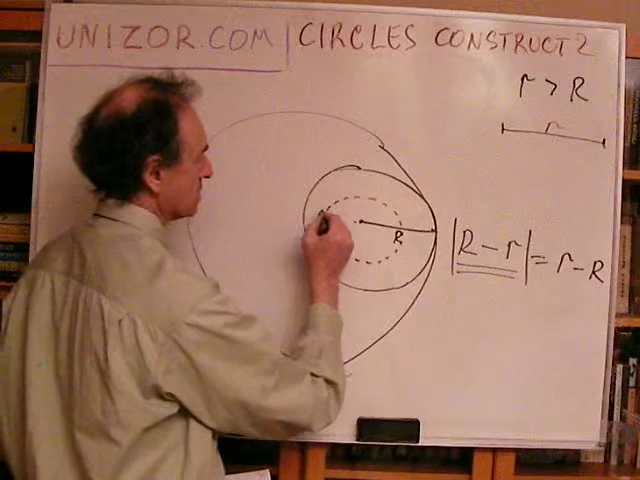 UNIZOR.COM | CIRCLES CONSTRUCT 2
r > R
r
R
|R - r| = r - R